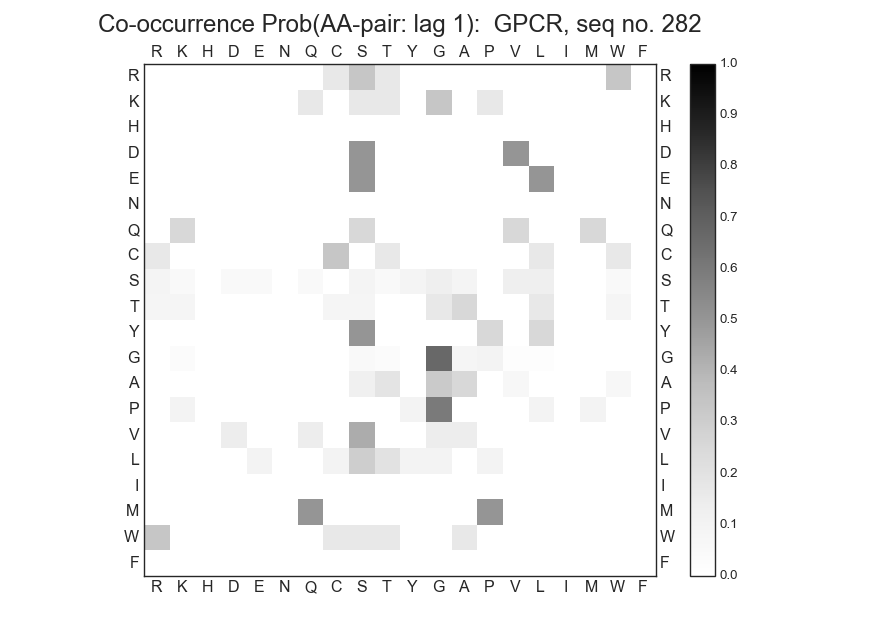 Co-occurrence Prob(AA-pair: lag 1):  GPCR, seq no. 282
R K H D E N Q C S T Y G A P V L I M W F
R R 1.0
K K 0.9
H H
D D 0.8
E E
N N 0.7
Q Q
C C 0.6
S S
T T 0.5
Y Y
G G 0.4
A A
P P 0.3
V V
L L 0.2
I I
M M 0.1
W W
F F 0.0
R K H D E N Q C S T Y G A P V L I M W F